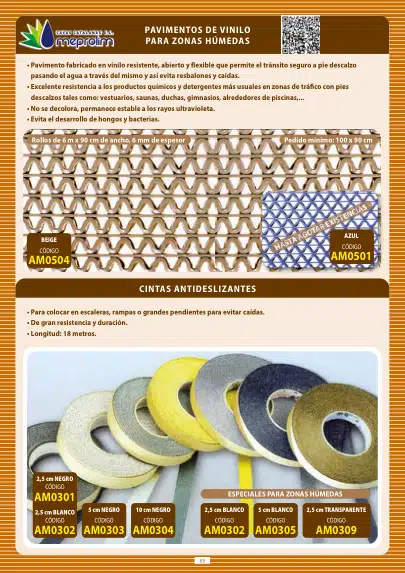 CAPAS CATALANAS S.L.
meprolim
PAVIMENTOS DE VINILO
PARA ZONAS HÚMEDAS
• Pavimento fabricado en vinilo resistente, abierto y flexible que permite el tránsito seguro a pie descalzo
pasando el agua a través del mismo y así evita resbalones y caídas.
• Excelente resistencia a los productos químicos y detergentes más usuales en zonas de tráfico con pies
descalzos tales como: vestuarios, saunas, duchas, gimnasios, alrededores de piscinas,...
• No se decolora, permanece estable a los rayos ultravioleta.
• Evita el desarrollo de hongos y bacterias.
Rollos de 6 m x 90 cm de ancho, 6 mm de espesor
Pedido mínimo: 100 x 90 cm
HASTA AGOTAR EXISTENCIAS
BEIGE
CÓDIGO
AM0504
AZUL
CÓDIGO
AM0501
CINTAS ANTIDESLIZANTES
• Para colocar en escaleras, rampas o grandes pendientes para evitar caídas.
• De gran resistencia y duración.
• Longitud: 18 metros.
2,5 cm NEGRO
CÓDIGO
AM0301
2,5 cm BLANCO
CÓDIGO
AM0302
5 cm NEGRO
CÓDIGO
AM0303
10 cm NEGRO
CÓDIGO
AM0304
ESPECIALES PARA ZONAS HÚMEDAS
2,5 cm BLANCO
CÓDIGO
AM0302
5 cm BLANCO
CÓDIGO
AM0305
2,5 cm TRANSPARENTE
CÓDIGO
AM0309